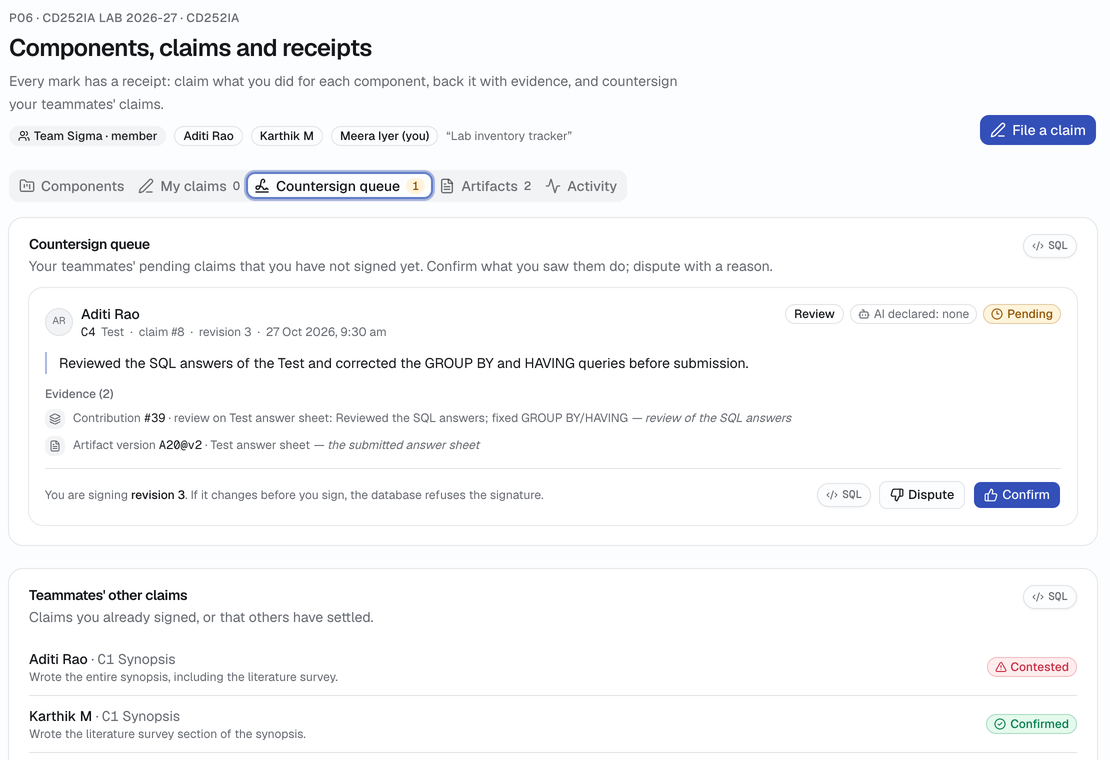 P06 · CD252IA LAB 2026-27 · CD252IA
Components, claims and receipts
Every mark has a receipt: claim what you did for each component, back it with evidence, and countersign
your teammates' claims.
Team Sigma · member Aditi Rao Karthik M Meera Iyer (you) “Lab inventory tracker”
File a claim
Components My claims 0 Countersign queue 1 Artifacts 2 Activity
Countersign queue
</> SQL
Your teammates' pending claims that you have not signed yet. Confirm what you saw them do; dispute with a reason.
AR
Aditi Rao
Review AI declared: none Pending
C4 Test · claim #8 · revision 3 · 27 Oct 2026, 9:30 am
Reviewed the SQL answers of the Test and corrected the GROUP BY and HAVING queries before submission.
Evidence (2)
Contribution #39 · review on Test answer sheet: Reviewed the SQL answers; fixed GROUP BY/HAVING — review of the SQL answers
Artifact version A20@v2 · Test answer sheet — the submitted answer sheet
You are signing revision 3. If it changes before you sign, the database refuses the signature.
</> SQL Dispute Confirm
Teammates' other claims
</> SQL
Claims you already signed, or that others have settled.
Aditi Rao · C1 Synopsis
Contested
Wrote the entire synopsis, including the literature survey.
Karthik M · C1 Synopsis
Confirmed
Wrote the literature survey section of the synopsis.